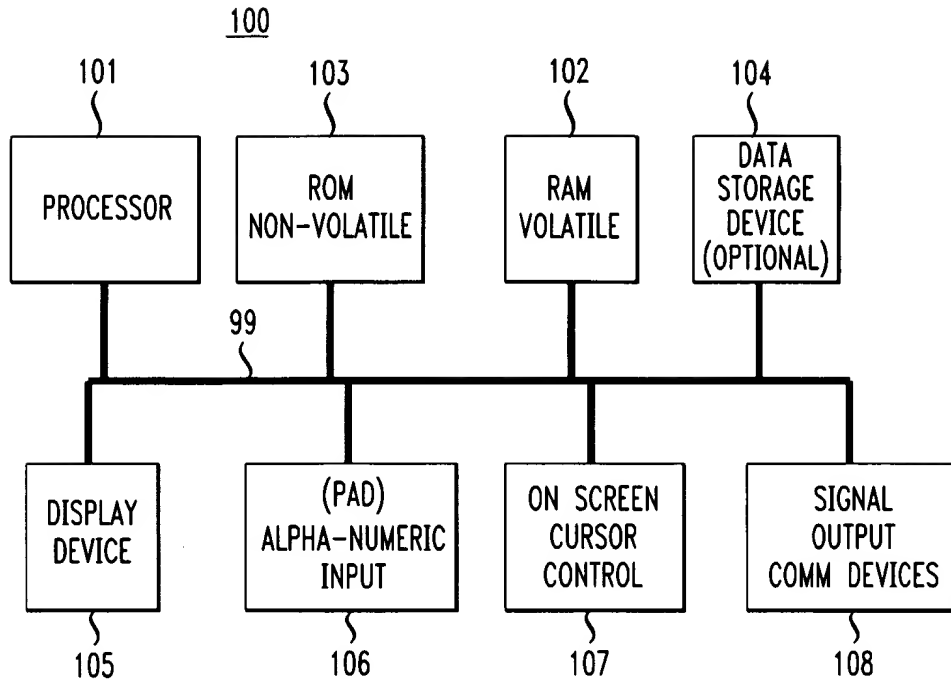 100
101
103
102
104
PROCESSOR
ROM
NON-VOLATILE
RAM
VOLATILE
DATA
STORAGE
DEVICE
(OPTIONAL)
99
DISPLAY
DEVICE
(PAD)
ALPHA-NUMERIC
INPUT
ON SCREEN
CURSOR
CONTROL
SIGNAL
OUTPUT
COMM DEVICES
105
106
107
108